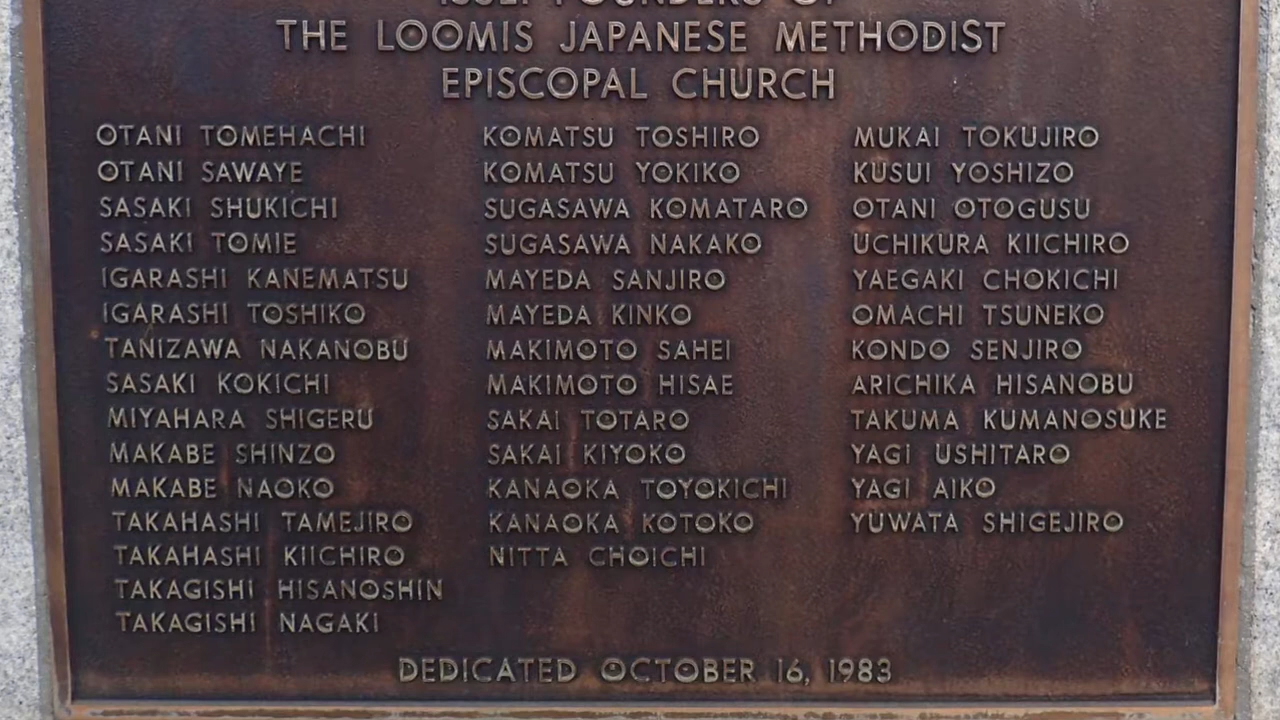 ISSEI FOUNDERS OF
THE LOOMIS JAPANESE METHODIST
EPISCOPAL CHURCH
OTANI TOMEHACHI
OTANI SAWAYE
SASAKI SHUKICHI
SASAKI TOMIE
IGARASHI KANEMATSU
IGARASHI TOSHIKO
TANIZAWA NAKANOBU
SASAKI KOKICHI
MIYAHARA SHIGERU
MAKABE SHINZO
MAKABE NAOKO
TAKAHASHI TAMEJIRO
TAKAHASHI KIICHIRO
TAKAGISHI HISANOSHIN
TAKAGISHI NAGAKI
KOMATSU TOSHIRO
KOMATSU YOKIKO
SUGASAWA KOMATARO
SUGASAWA NAKAKO
MAYEDA SANJIRO
MAYEDA KINKO
MAKIMOTO SAHEI
MAKIMOTO HISAE
SAKAI TOTARO
SAKAI KIYOKO
KANAOKA TOYOKICHI
KANAOKA KOTOKO
NITTA CHOICHI
MUKAI TOKUJIRO
KUSUI YOSHIZO
OTANI OTOGUSU
UCHIKURA KIICHIRO
YAEGAKI CHOKICHI
OMACHI TSUNEKO
KONDO SENJIRO
ARICHIKA HISANOBU
TAKUMA KUMANOSUKE
YAGI USHITARO
YAGI AIKO
YUWATA SHIGEJIRO
DEDICATED OCTOBER 16, 1983